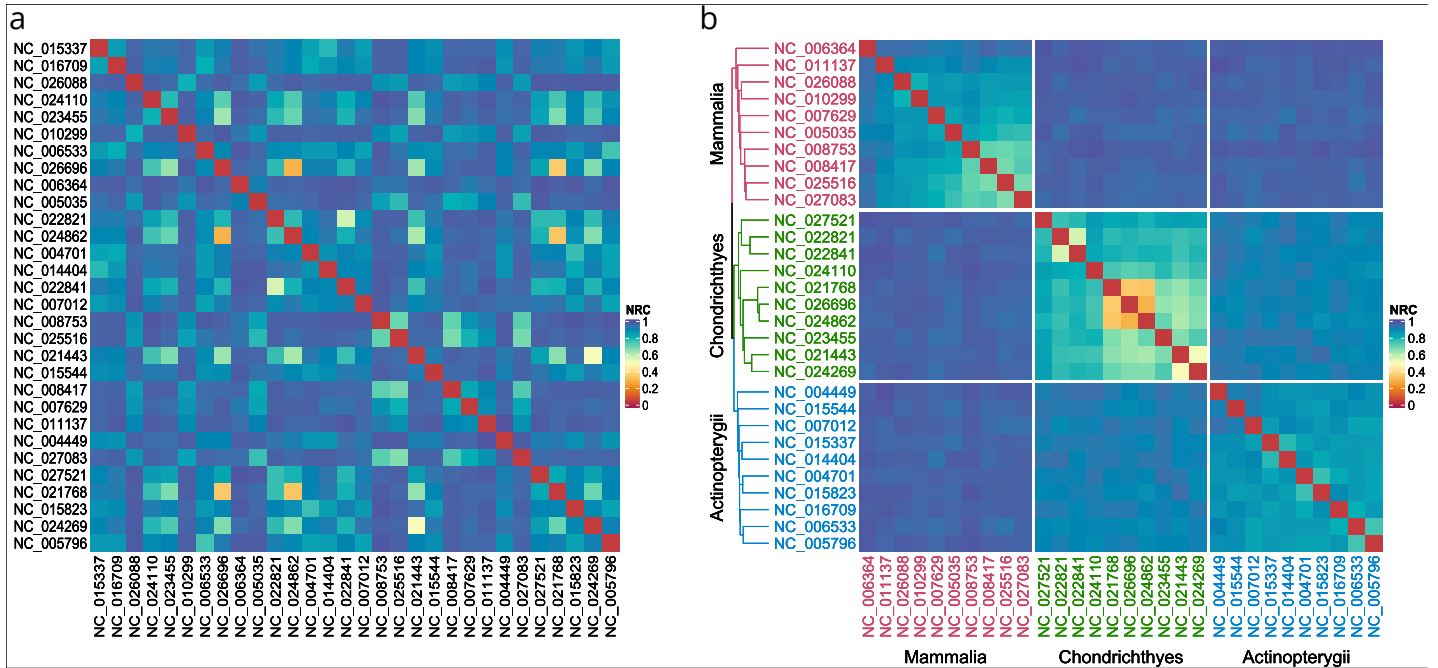 a
NC_015337
NC_016709
NC_026088
NC_024110
NC_023455
NC_010299
NC_006533
NC_026696
NC_006364
NC_005035
NC_022821
NC_024862
NC_004701
NC_014404
NC_022841
NC_007012
NC_008753
NC_025516
NC_021443
NC_015544
NC_008417
NC_007629
NC_011137
NC_004449
NC_027083
NC_027521
NC_021768
NC_015823
NC_024269
NC_005796
NC_015337
NC_016709
NC_026088
NC_024110
NC_023455
NC_010299
NC_006533
NC_026696
NC_006364
NC_005035
NC_022821
NC_024862
NC_004701
NC_014404
NC_022841
NC_007012
NC_008753
NC_025516
NC_021443
NC_015544
NC_008417
NC_007629
NC_011137
NC_004449
NC_027083
NC_027521
NC_021768
NC_015823
NC_024269
NC_005796
NRC
1
0.8
0.6
0.4
0.2
0
b
Mammalia
Chondrichthyes
Actinopterygii
NC_006364
NC_011137
NC_026088
NC_010299
NC_007629
NC_005035
NC_008753
NC_008417
NC_025516
NC_027083
NC_027521
NC_022821
NC_022841
NC_024110
NC_021768
NC_026696
NC_024862
NC_023455
NC_021443
NC_024269
NC_004449
NC_015544
NC_007012
NC_015337
NC_014404
NC_004701
NC_015823
NC_016709
NC_006533
NC_005796
NC_006364
NC_011137
NC_026088
NC_010299
NC_007629
NC_005035
NC_008753
NC_008417
NC_025516
NC_027083
NC_027521
NC_022821
NC_022841
NC_024110
NC_021768
NC_026696
NC_024862
NC_023455
NC_021443
NC_024269
NC_004449
NC_015544
NC_007012
NC_015337
NC_014404
NC_004701
NC_015823
NC_016709
NC_006533
NC_005796
Mammalia
Chondrichthyes
Actinopterygii
NRC
1
0.8
0.6
0.4
0.2
0